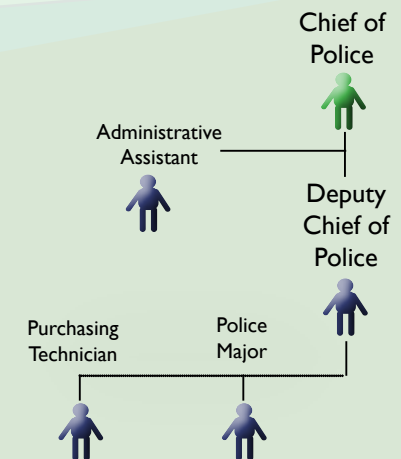 Chief of
Police
Administrative
Assistant
Deputy
Chief of
Police
Purchasing
Technician
Police
Major